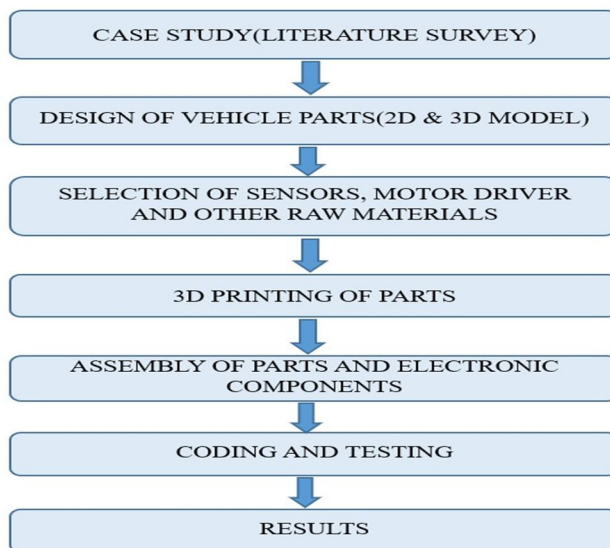 CASE STUDY(LITERATURE SURVEY)
DESIGN OF VEHICLE PARTS(2D & 3D MODEL)
SELECTION OF SENSORS, MOTOR DRIVER
AND OTHER RAW MATERIALS
3D PRINTING OF PARTS
ASSEMBLY OF PARTS AND ELECTRONIC
COMPONENTS
CODING AND TESTING
RESULTS